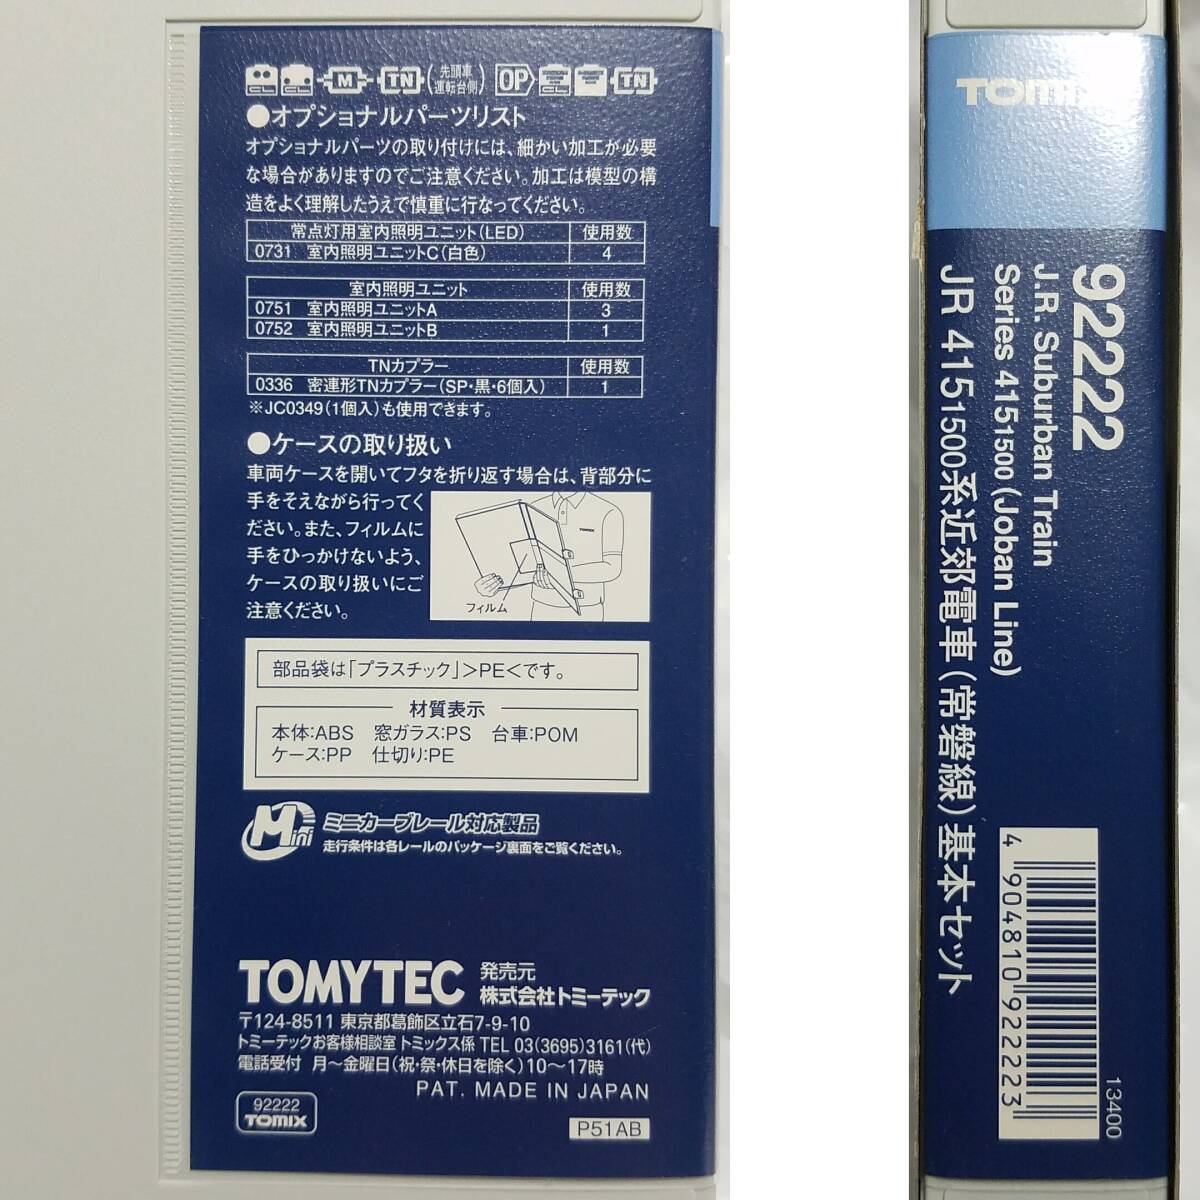 CL CL M TN (先頭車運転台側) OP CL TN
●オプショナルパーツリスト
オプショナルパーツの取り付けには、細かい加工が必要
な場合がありますのでご注意ください。加工は模型の構
造をよく理解したうえで慎重に行なってください。
常点灯用室内照明ユニット(LED) 使用数
0731 室内照明ユニットC(白色) 4
室内照明ユニット 使用数
0751 室内照明ユニットA 3
0752 室内照明ユニットB 1
TNカプラー 使用数
0336 密連形TNカプラー(SP・黒・6個入) 1
※JC0349(1個入)も使用できます。
●ケースの取り扱い
車両ケースを開いてフタを折り返す場合は、背部分に
手をそえながら行ってく
ださい。また、フィルムに
手をひっかけないよう、
ケースの取り扱いにご
注意ください。
TOMIX
フィルム
部品袋は「プラスチック」>PE<です。
材質表示
本体:ABS 窓ガラス:PS 台車:POM
ケース:PP 仕切り:PE
Mini ミニカーブレール対応製品
走行条件は各レールのパッケージ裏面をご覧ください。
TOMYTEC 発売元
株式会社トミーテック
〒124-8511 東京都葛飾区立石7-9-10
トミーテックお客様相談室 トミックス係 TEL 03(3695)3161(代)
電話受付 月〜金曜日(祝・祭・休日を除く)10〜17時
PAT. MADE IN JAPAN
92222
TOMIX
P51AB
TOMIX
92222
J.R. Suburban Train
Series 4151500 (Joban Line)
JR 4151500系近郊電車(常磐線)基本セット
4 904810 922223
13400